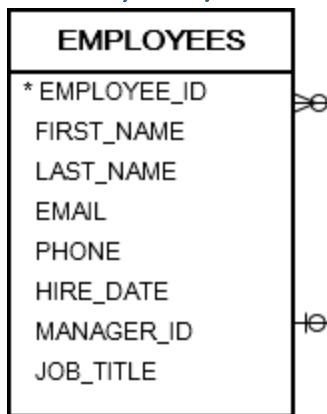 EMPLOYEES
* EMPLOYEE_ID
FIRST_NAME
LAST_NAME
EMAIL
PHONE
HIRE_DATE
MANAGER_ID
JOB_TITLE